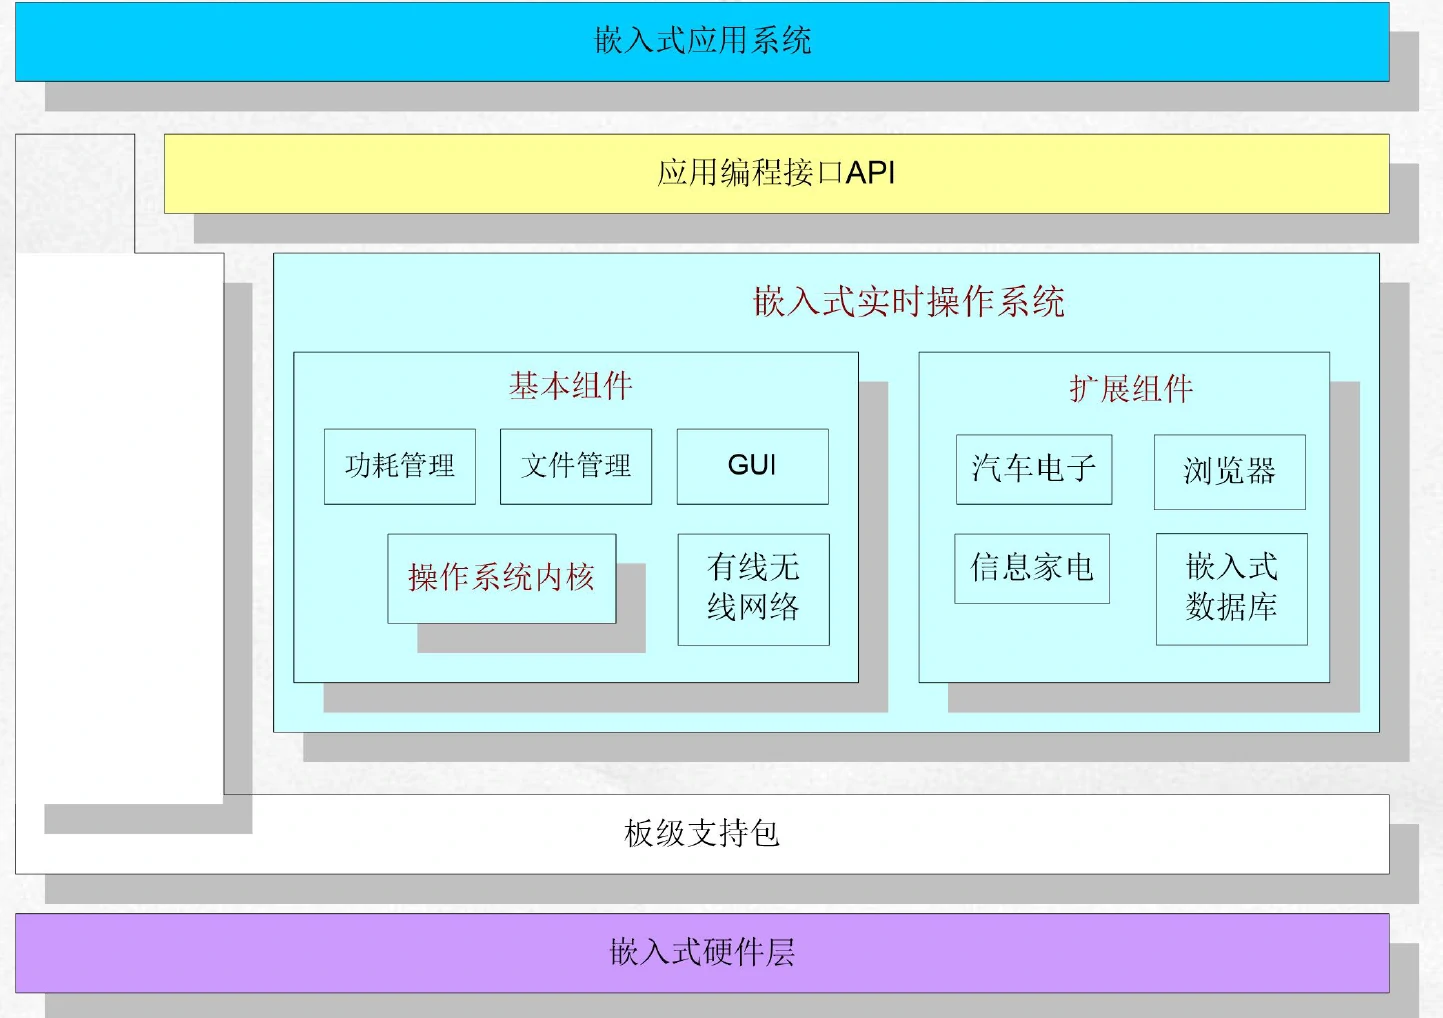 嵌入式应用系统
应用编程接口API
嵌入式实时操作系统
基本组件
功耗管理
文件管理
GUI
操作系统内核
有线无
线网络
扩展组件
汽车电子
浏览器
信息家电
嵌入式
数据库
板级支持包
嵌入式硬件层